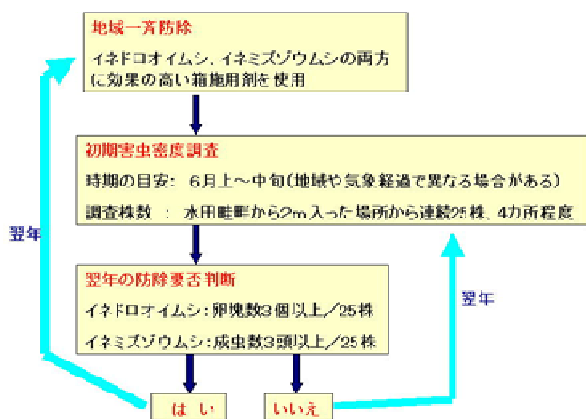 地域一斉防除
イネドロオイムシ、イネミズゾウムシの両方
に効果の高い箱施用剤を使用
初期害虫密度調査
時期の目安： 6月上～中旬（地域や気象経過で異なる場合がある）
調査株数 ： 水田畦畔から2m入った場所から連続25株、4カ所程度
翌年
翌年の防除要否判断
イネドロオイムシ：卵塊数3個以上／25株
イネミズゾウムシ：成虫数3頭以上／25株
翌年
はい
いいえ